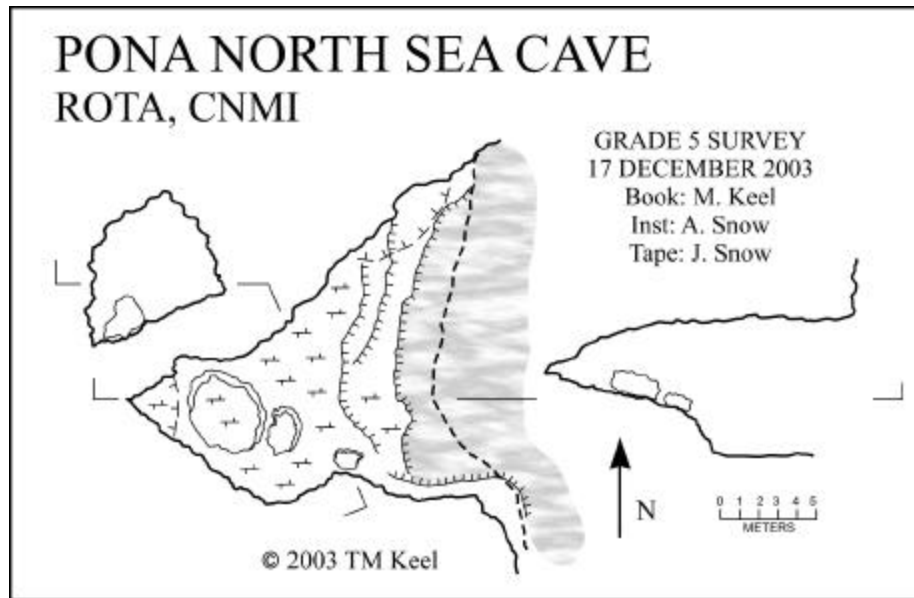 PONA NORTH SEA CAVE
ROTA, CNMI
GRADE 5 SURVEY
17 DECEMBER 2003
Book: M. Keel
Inst: A. Snow
Tape: J. Snow
N
0 1 2 3 4 5
METERS
© 2003 TM Keel